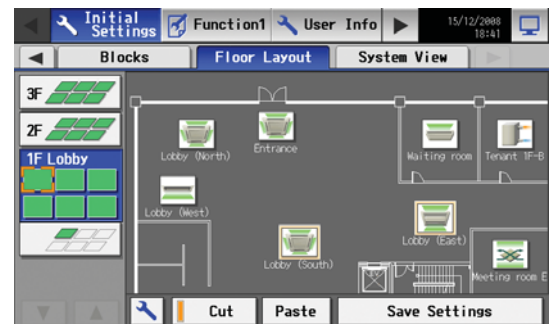 Initial
Settings
Function1
User Info
15/12/2008
18:41
Blocks
Floor Layout
System View
3F
2F
1F Lobby
Lobby (North)
Entrance
Waiting room
Tenant 1F-B
Lobby (West)
Lobby (South)
Lobby (East)
Meeting room E
Cut
Paste
Save Settings